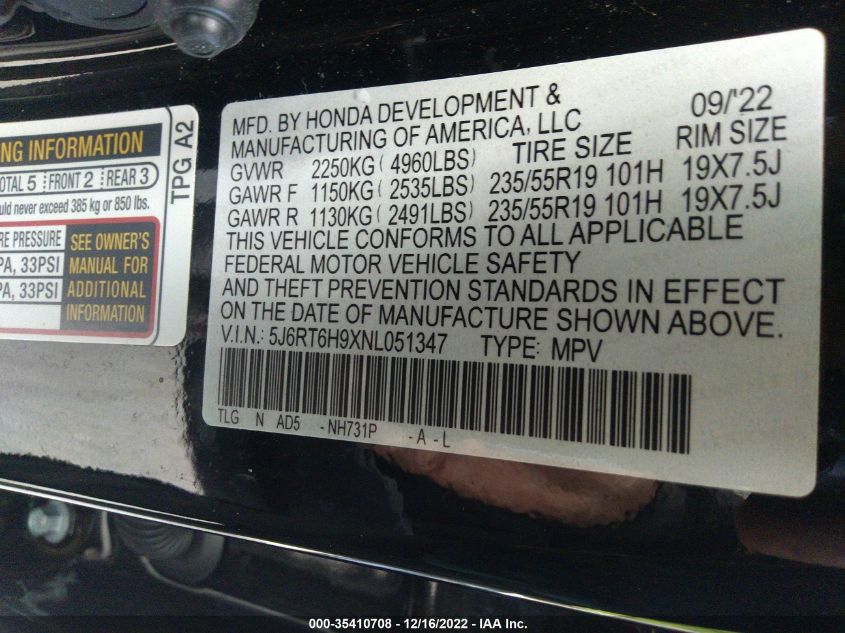 NG INFORMATION
OTAL 5 FRONT 2 REAR 3
ould never exceed 385 kg or 850 lbs.
RE PRESSURE
PA, 33PSI
PA, 33PSI
SEE OWNER'S
MANUAL FOR
ADDITIONAL
INFORMATION
TPG A2
MFD. BY HONDA DEVELOPMENT &
MANUFACTURING OF AMERICA, LLC
09/'22
GVWR 2250KG ( 4960LBS) TIRE SIZE RIM SIZE
GAWR F 1150KG ( 2535LBS) 235/55R19 101H 19X7.5J
GAWR R 1130KG ( 2491LBS) 235/55R19 101H 19X7.5J
THIS VEHICLE CONFORMS TO ALL APPLICABLE
FEDERAL MOTOR VEHICLE SAFETY
AND THEFT PREVENTION STANDARDS IN EFFECT
ON THE DATE OF MANUFACTURE SHOWN ABOVE.
V.I.N.: 5J6RT6H9XNL051347 TYPE: MPV
TLG N AD5 -NH731P -A-L
000-35410708 - 12/16/2022 - IAA Inc.